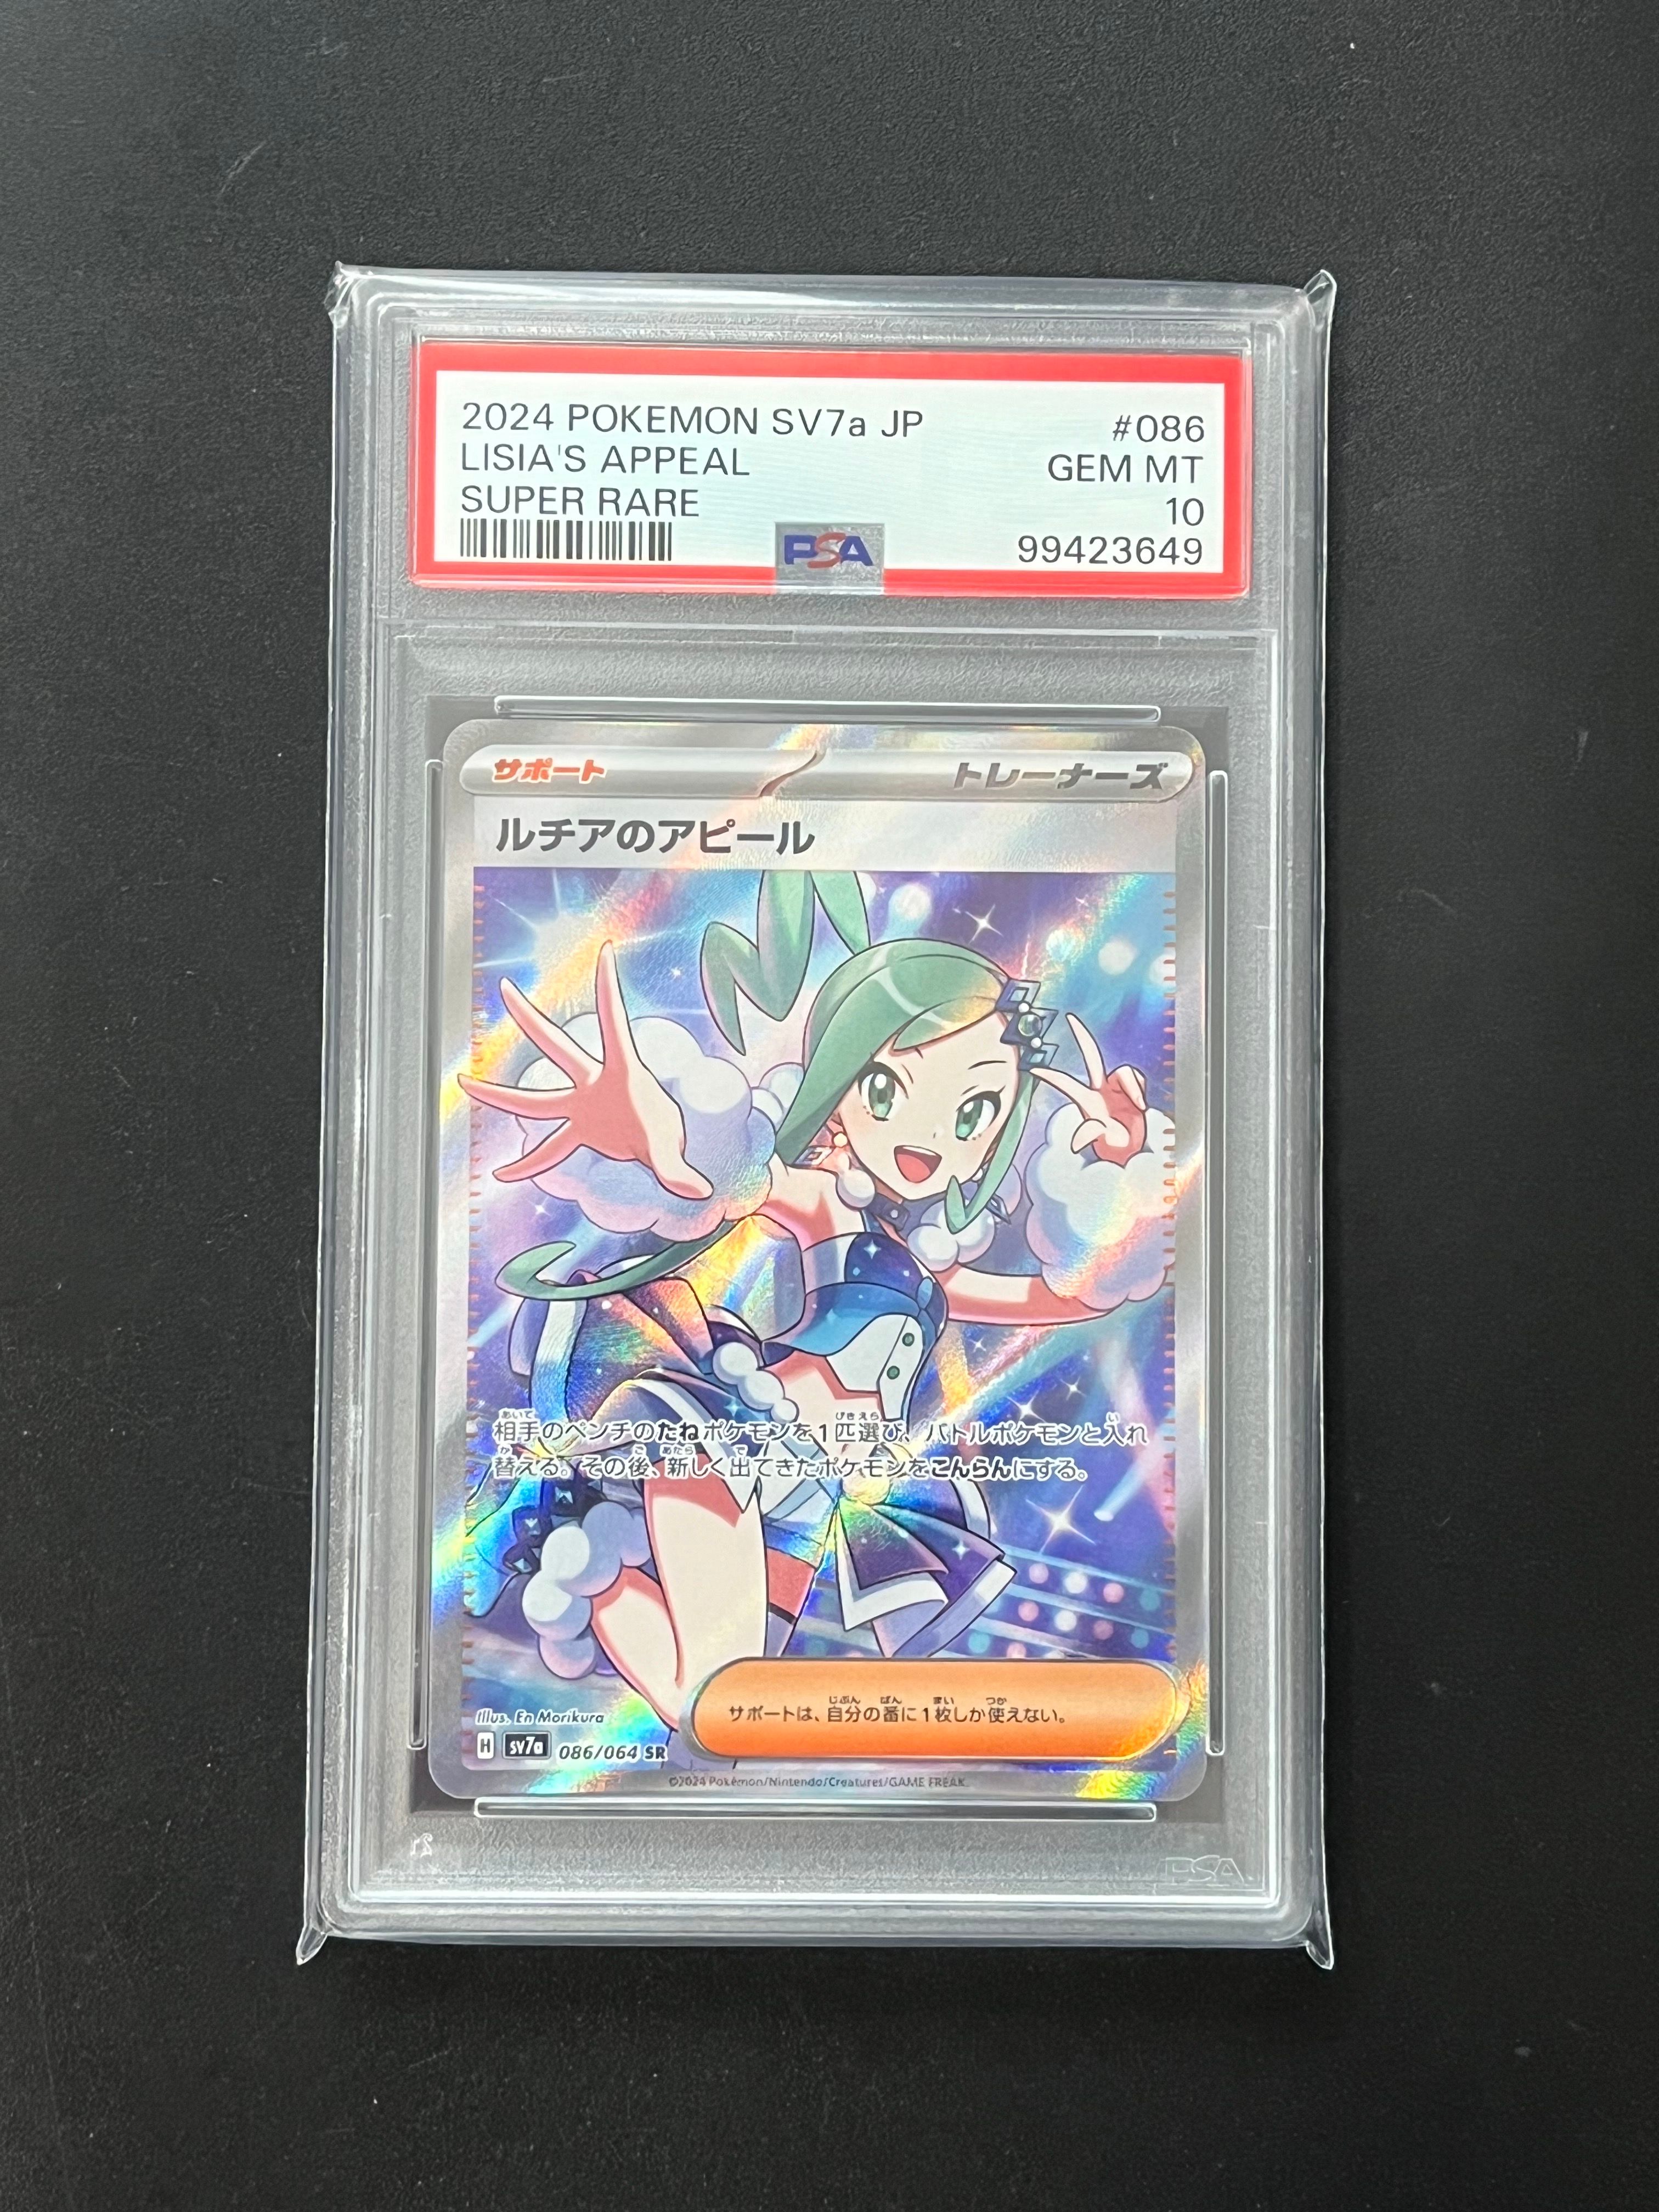 2024 POKEMON SV7a JP #086
LISIA'S APPEAL GEM MT
SUPER RARE 10
PSA 99423649
サポート トレーナーズ
ルチアのアピール
相手のベンチのたねポケモンを1匹選び、バトルポケモンと入れ
替える。その後、新しく出てきたポケモンをこんらんにする。
サポートは、自分の番に1枚しか使えない。
Illus. En Morikura
H sv7a 086/064 SR
©2024 Pokémon/Nintendo/Creatures/GAME FREAK.
PSA